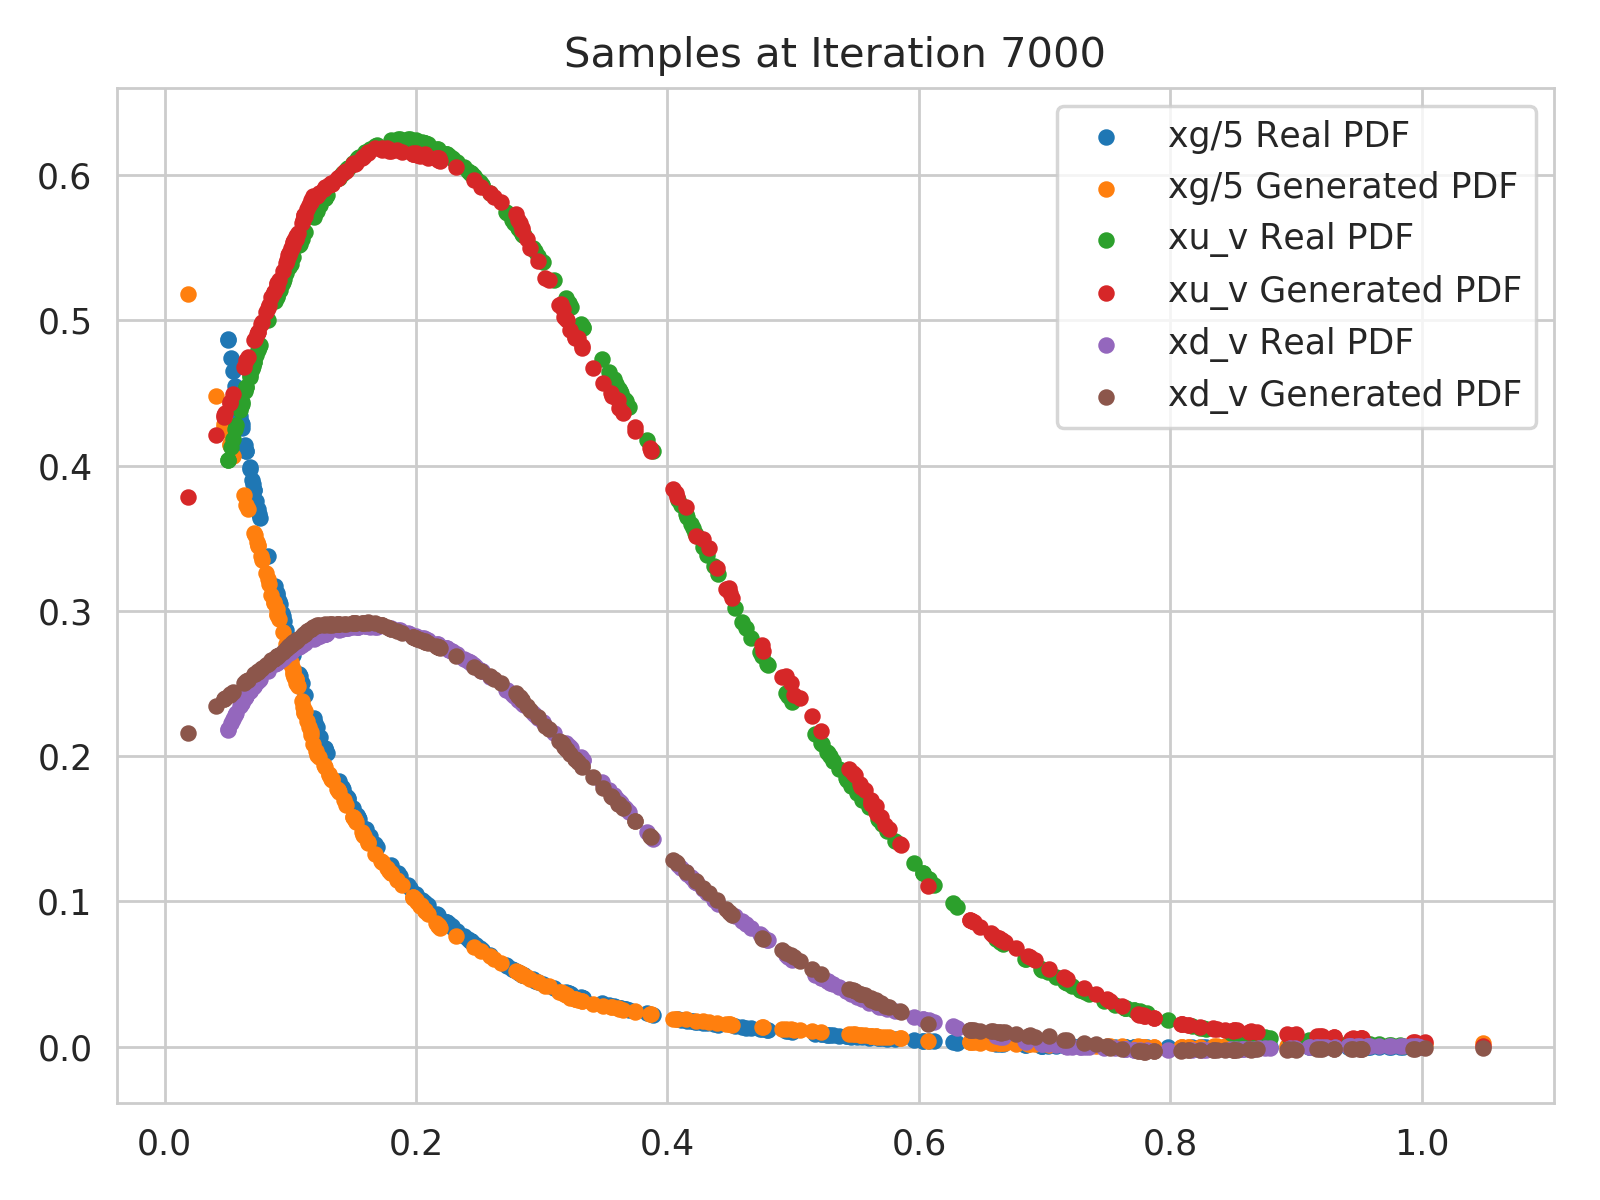 Samples at Iteration 7000
xg/5 Real PDF
xg/5 Generated PDF
xu_v Real PDF
xu_v Generated PDF
xd_v Real PDF
xd_v Generated PDF
0.6
0.5
0.4
0.3
0.2
0.1
0.0
0.0 0.2 0.4 0.6 0.8 1.0